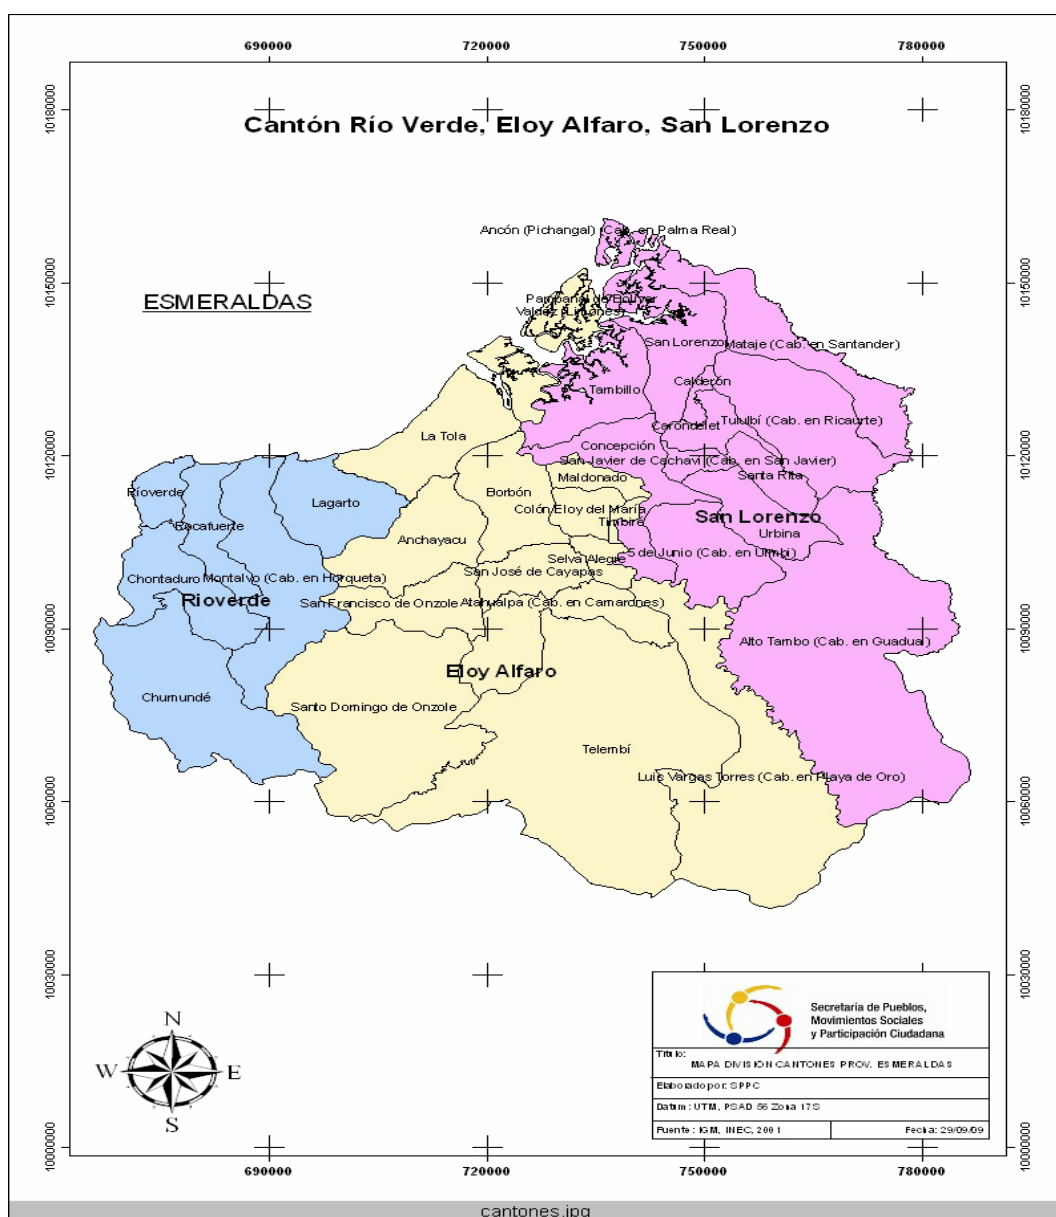 690000 720000 750000 780000
10180000 10180000
Cantón Río Verde, Eloy Alfaro, San Lorenzo
Ancón (Pichangal) (Cab. en Palma Real)
10150000 10150000
ESMERALDAS
Pampanal de Bolívar
Valdez (Limones)
San Lorenzo
Mataje (Cab. en Santander)
Calderón
Tambillo
Tululbí (Cab. en Ricaurte)
Carondelet
La Tola
Concepción
10120000 10120000
San Javier de Cachaví (Cab. en San Javier)
Ríoverde
Maldonado
Santa Rita
Borbón
Lagarto
Colón Eloy del María
San Lorenzo
Timbiré
Rocafuerte
Urbina
Anchayacu
5 de Junio (Cab. en Uimbi)
Selva Alegre
San José de Cayapas
Chontaduro
Montalvo (Cab. en Horqueta)
Rioverde
San Francisco de Onzole
Atahualpa (Cab. en Camarones)
10090000 10090000
Alto Tambo (Cab. en Guadual)
Eloy Alfaro
Chumundé
Santo Domingo de Onzole
Telembí
Luis Vargas Torres (Cab. en Playa de Oro)
10060000 10060000
10030000 10030000
N
W E
S
Secretaría de Pueblos,
Movimientos Sociales
y Participación Ciudadana
Título:
MAPA DIVISIÓN CANTONES PROV. ESMERALDAS
Elaborado por: SPPC
Datum: UTM, PSAD 56 Zona 17S
Fuente: IGM, INEC, 2001 Fecha: 29/09/09
10000000 10000000
690000 720000 750000 780000
cantones.jpg